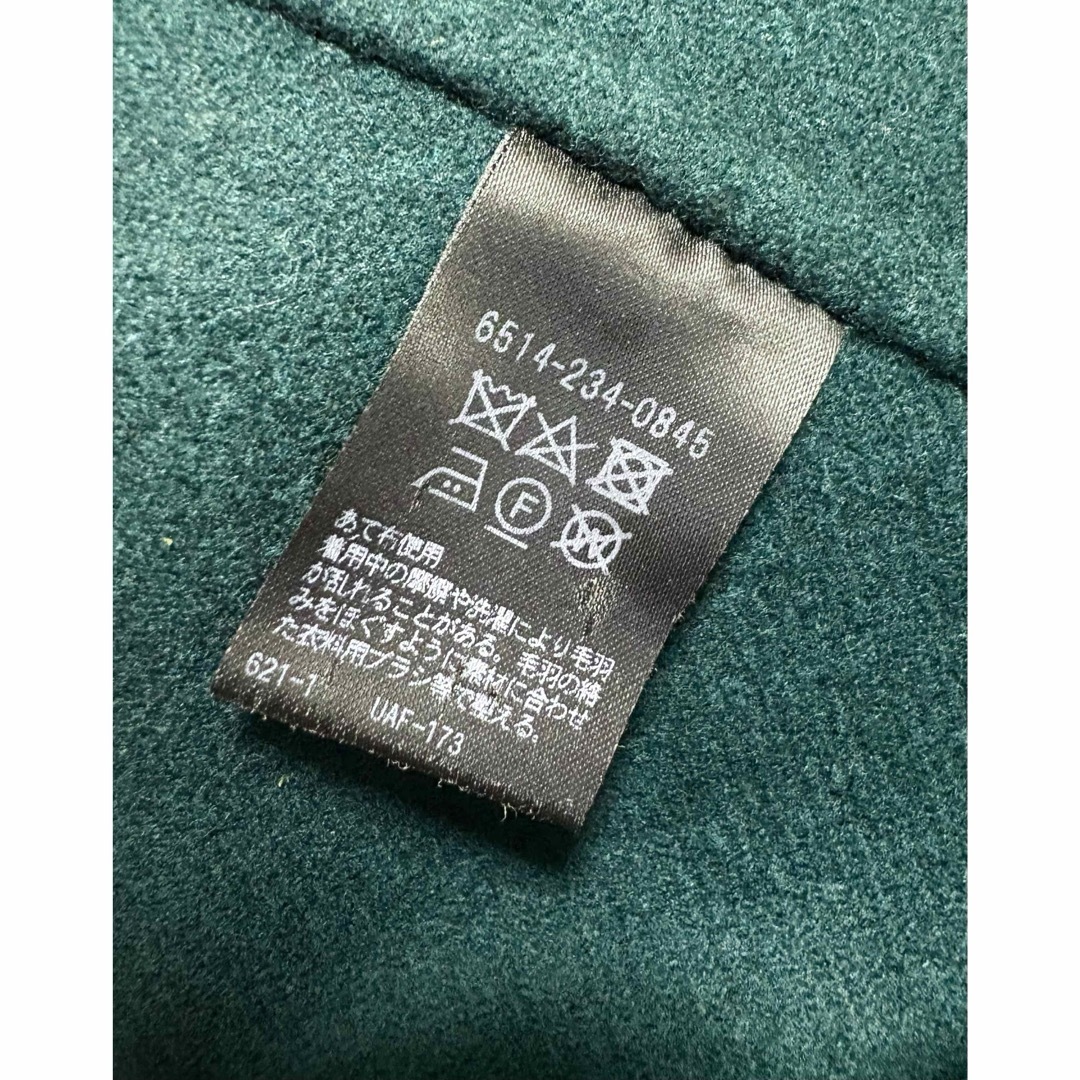 6514-234-0845
F
W
あて布使用
着用中の摩擦や洗濯により毛羽
が乱れることがある。毛羽の絡
みをほぐすように素材に合わせ
た衣料用ブラシ等で整える。
621-1 UAF-173